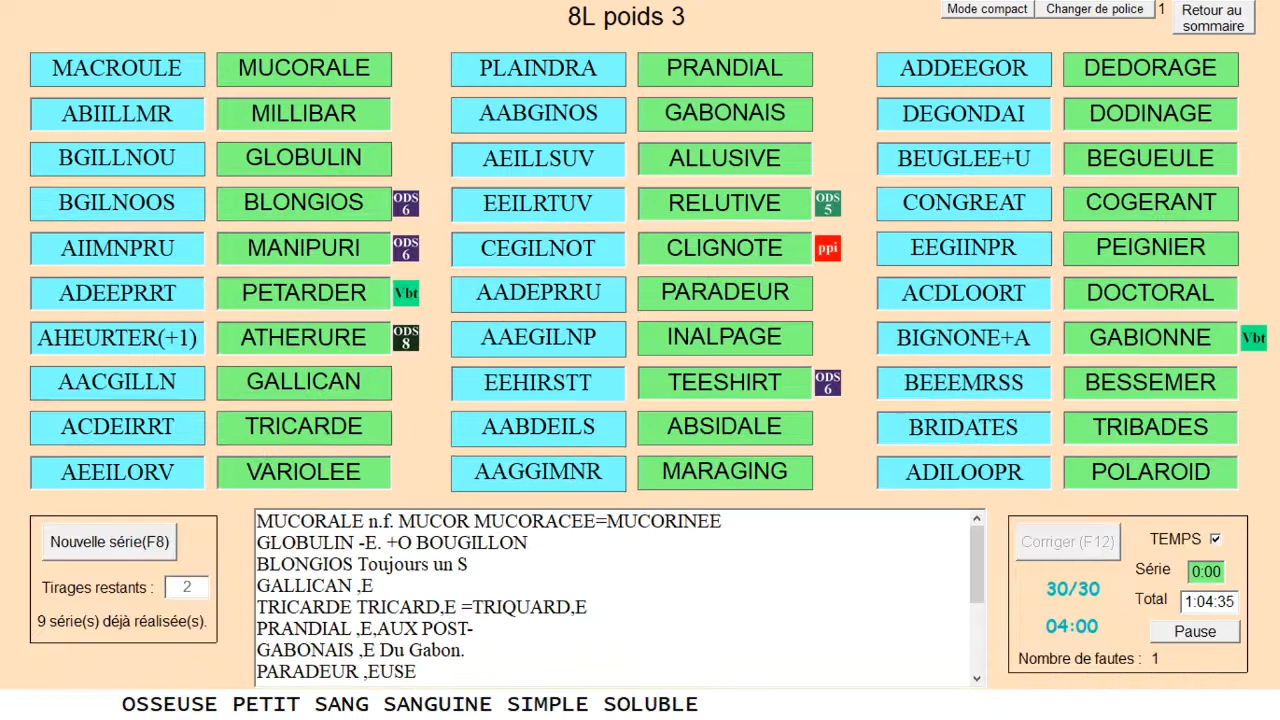 8L poids 3
Mode compact Changer de police 1 Retour au sommaire
MACROULE MUCORALE PLAINDRA PRANDIAL ADDEEGOR DEDORAGE
ABIILLMR MILLIBAR AABGINOS GABONAIS DEGONDAI DODINAGE
BGILLNOU GLOBULIN AEILLSUV ALLUSIVE BEUGLEE+U BEGUEULE
BGILNOOS BLONGIOS ODS 6 EEILRTUV RELUTIVE ODS 5 CONGREAT COGERANT
AIIMNPRU MANIPURI ODS 6 CEGILNOT CLIGNOTE ppi EEGIINPR PEIGNIER
ADEEPRRT PETARDER Vbt AADEPRRU PARADEUR ACDLOORT DOCTORAL
AHEURTER(+1) ATHERURE ODS 8 AAEGILNP INALPAGE BIGNONE+A GABIONNE Vbt
AACGILLN GALLICAN EEHIRSTT TEESHIRT ODS 6 BEEEMRSS BESSEMER
ACDEIRRT TRICARDE AABDEILS ABSIDALE BRIDATES TRIBADES
AEEILORV VARIOLEE AAGGIMNR MARAGING ADILOOPR POLAROID
Nouvelle série(F8)
Tirages restants : 2
9 série(s) déjà réalisée(s).
MUCORALE n.f. MUCOR MUCORACEE=MUCORINEE
GLOBULIN -E. +O BOUGILLON
BLONGIOS Toujours un S
GALLICAN ,E
TRICARDE TRICARD,E =TRIQUARD,E
PRANDIAL ,E,AUX POST-
GABONAIS ,E Du Gabon.
PARADEUR ,EUSE
Corriger (F12) TEMPS
Série 0:00
30/30
Total 1:04:35
04:00 Pause
Nombre de fautes : 1
OSSEUSE PETIT SANG SANGUINE SIMPLE SOLUBLE